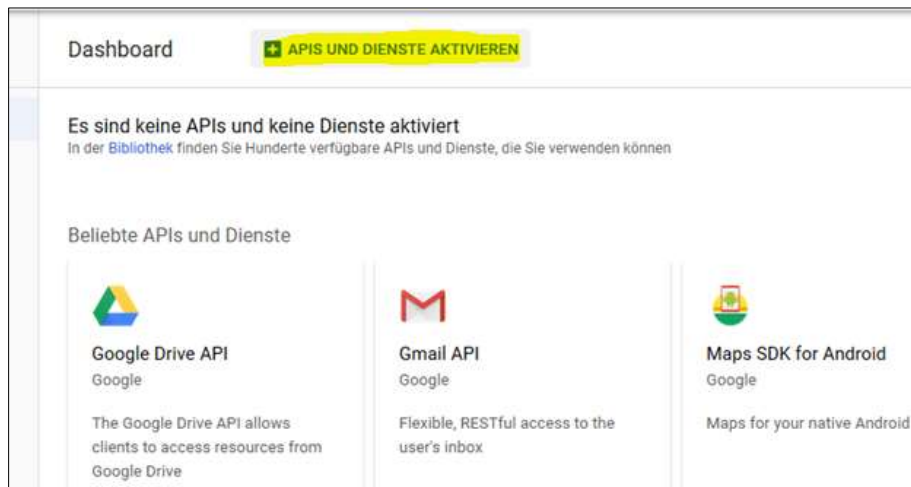 Dashboard
APIS UND DIENSTE AKTIVIEREN
Es sind keine APIs und keine Dienste aktiviert
In der Bibliothek finden Sie Hunderte verfügbare APIs und Dienste, die Sie verwenden können
Beliebte APIs und Dienste
Google Drive API
Google
The Google Drive API allows
clients to access resources from
Google Drive
Gmail API
Google
Flexible, RESTful access to the
user's inbox
Maps SDK for Android
Google
Maps for your native Android